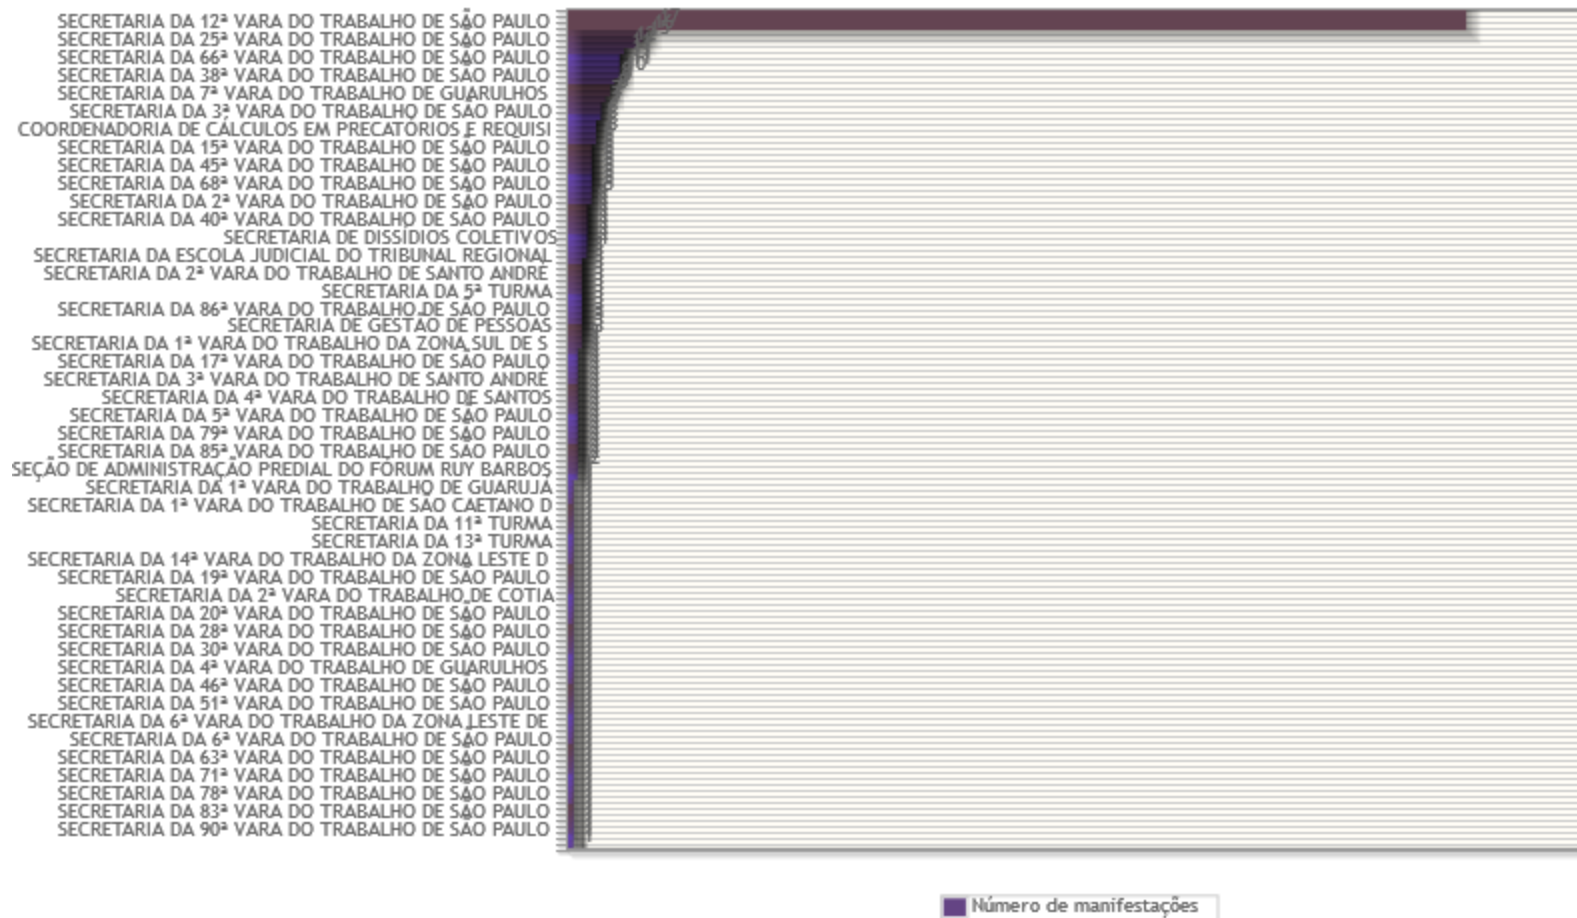 SECRETARIA DA 12ª VARA DO TRABALHO DE SÃO PAULO
SECRETARIA DA 25ª VARA DO TRABALHO DE SÃO PAULO
SECRETARIA DA 66ª VARA DO TRABALHO DE SÃO PAULO
SECRETARIA DA 38ª VARA DO TRABALHO DE SÃO PAULO
SECRETARIA DA 7ª VARA DO TRABALHO DE GUARULHOS
SECRETARIA DA 3ª VARA DO TRABALHO DE SÃO PAULO
COORDENADORIA DE CÁLCULOS EM PRECATÓRIOS E REQUISI
SECRETARIA DA 15ª VARA DO TRABALHO DE SÃO PAULO
SECRETARIA DA 45ª VARA DO TRABALHO DE SÃO PAULO
SECRETARIA DA 68ª VARA DO TRABALHO DE SÃO PAULO
SECRETARIA DA 2ª VARA DO TRABALHO DE SÃO PAULO
SECRETARIA DA 40ª VARA DO TRABALHO DE SÃO PAULO
SECRETARIA DE DISSÍDIOS COLETIVOS
SECRETARIA DA ESCOLA JUDICIAL DO TRIBUNAL REGIONAL
SECRETARIA DA 2ª VARA DO TRABALHO DE SANTO ANDRÉ
SECRETARIA DA 5ª TURMA
SECRETARIA DA 86ª VARA DO TRABALHO DE SÃO PAULO
SECRETARIA DE GESTÃO DE PESSOAS
SECRETARIA DA 1ª VARA DO TRABALHO DA ZONA SUL DE S
SECRETARIA DA 17ª VARA DO TRABALHO DE SÃO PAULO
SECRETARIA DA 3ª VARA DO TRABALHO DE SANTO ANDRÉ
SECRETARIA DA 4ª VARA DO TRABALHO DE SANTOS
SECRETARIA DA 5ª VARA DO TRABALHO DE SÃO PAULO
SECRETARIA DA 79ª VARA DO TRABALHO DE SÃO PAULO
SECRETARIA DA 85ª VARA DO TRABALHO DE SÃO PAULO
SEÇÃO DE ADMINISTRAÇÃO PREDIAL DO FÓRUM RUY BARBOS
SECRETARIA DA 1ª VARA DO TRABALHO DE GUARUJÁ
SECRETARIA DA 1ª VARA DO TRABALHO DE SÃO CAETANO D
SECRETARIA DA 11ª TURMA
SECRETARIA DA 13ª TURMA
SECRETARIA DA 14ª VARA DO TRABALHO DA ZONA LESTE D
SECRETARIA DA 19ª VARA DO TRABALHO DE SÃO PAULO
SECRETARIA DA 2ª VARA DO TRABALHO DE COTIA
SECRETARIA DA 20ª VARA DO TRABALHO DE SÃO PAULO
SECRETARIA DA 28ª VARA DO TRABALHO DE SÃO PAULO
SECRETARIA DA 30ª VARA DO TRABALHO DE SÃO PAULO
SECRETARIA DA 4ª VARA DO TRABALHO DE GUARULHOS
SECRETARIA DA 46ª VARA DO TRABALHO DE SÃO PAULO
SECRETARIA DA 51ª VARA DO TRABALHO DE SÃO PAULO
SECRETARIA DA 6ª VARA DO TRABALHO DA ZONA LESTE DE
SECRETARIA DA 6ª VARA DO TRABALHO DE SÃO PAULO
SECRETARIA DA 63ª VARA DO TRABALHO DE SÃO PAULO
SECRETARIA DA 71ª VARA DO TRABALHO DE SÃO PAULO
SECRETARIA DA 78ª VARA DO TRABALHO DE SÃO PAULO
SECRETARIA DA 83ª VARA DO TRABALHO DE SÃO PAULO
SECRETARIA DA 90ª VARA DO TRABALHO DE SÃO PAULO
Número de manifestações